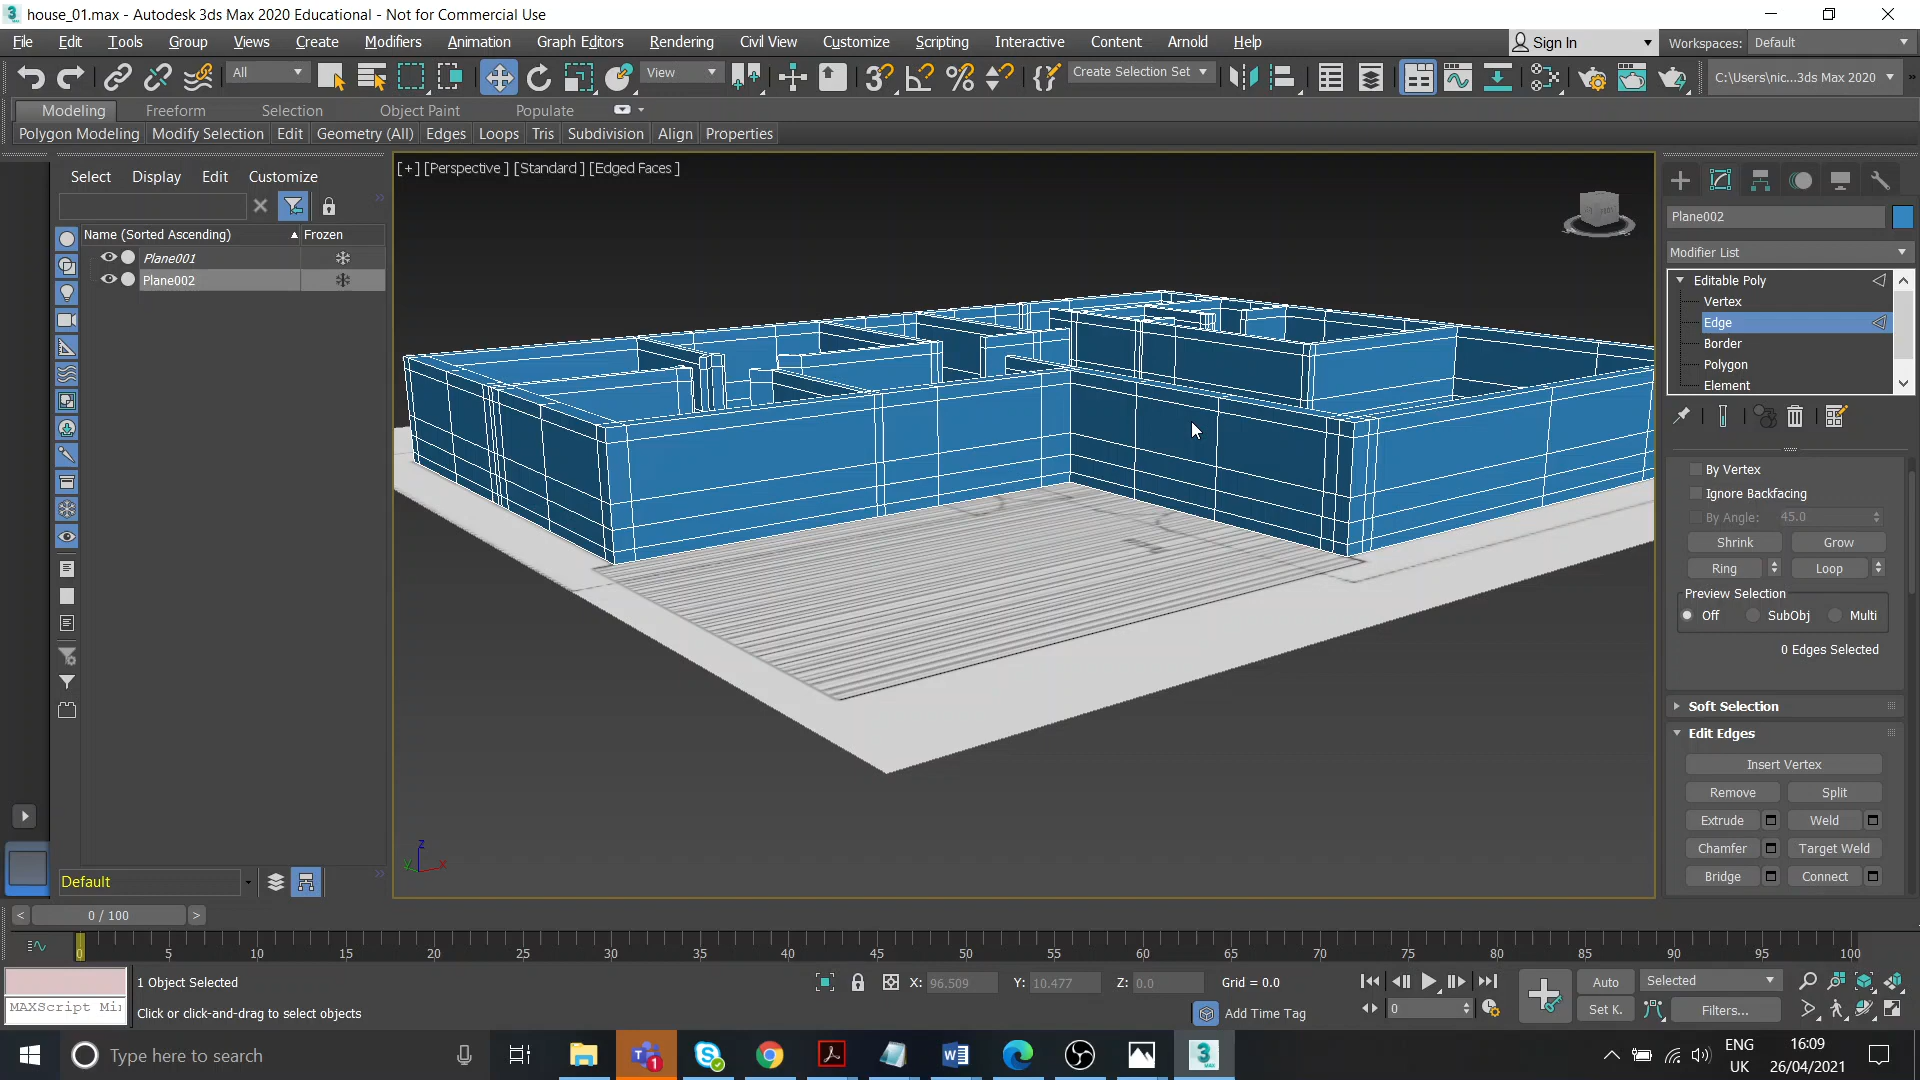 house_01.max - Autodesk 3ds Max 2020 Educational - Not for Commercial Use
File Edit Tools Group Views Create Modifiers Animation Graph Editors Rendering Civil View Customize Scripting Interactive Content Arnold Help
Sign In
Workspaces: Default
All
View
Create Selection Set
C:\Users\nic...3ds Max 2020
Modeling Freeform Selection Object Paint Populate
Polygon Modeling Modify Selection Edit Geometry (All) Edges Loops Tris Subdivision Align Properties
Select Display Edit Customize
[+] [Perspective ] [Standard ] [Edged Faces ]
Name (Sorted Ascending) Frozen
Plane001
Plane002
Plane002
Modifier List
Editable Poly
Vertex
Edge
Border
Polygon
Element
By Vertex
Ignore Backfacing
By Angle: 45.0
Shrink Grow
Ring Loop
Preview Selection
Off SubObj Multi
0 Edges Selected
Soft Selection
Edit Edges
Insert Vertex
Remove Split
Extrude Weld
Chamfer Target Weld
Bridge Connect
z
y x
Default
< 0 / 100 >
0 5 10 15 20 25 30 35 40 45 50 55 60 65 70 75 80 85 90 95 100
1 Object Selected
X: 96.509 Y: 10.477 Z: 0.0 Grid = 0.0
Auto Selected
MAXScript Mi
Click or click-and-drag to select objects
Add Time Tag
0
Set K. Filters...
Type here to search
1
3
MAX
ENG
UK
16:09
26/04/2021